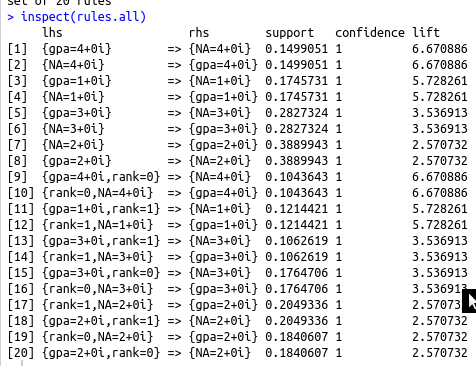 set of 20 rules
> inspect(rules.all)
lhs rhs support confidence lift
[1] {gpa=4+0i} => {NA=4+0i} 0.1499051 1 6.670886
[2] {NA=4+0i} => {gpa=4+0i} 0.1499051 1 6.670886
[3] {gpa=1+0i} => {NA=1+0i} 0.1745731 1 5.728261
[4] {NA=1+0i} => {gpa=1+0i} 0.1745731 1 5.728261
[5] {gpa=3+0i} => {NA=3+0i} 0.2827324 1 3.536913
[6] {NA=3+0i} => {gpa=3+0i} 0.2827324 1 3.536913
[7] {NA=2+0i} => {gpa=2+0i} 0.3889943 1 2.570732
[8] {gpa=2+0i} => {NA=2+0i} 0.3889943 1 2.570732
[9] {gpa=4+0i,rank=0} => {NA=4+0i} 0.1043643 1 6.670886
[10] {rank=0,NA=4+0i} => {gpa=4+0i} 0.1043643 1 6.670886
[11] {gpa=1+0i,rank=1} => {NA=1+0i} 0.1214421 1 5.728261
[12] {rank=1,NA=1+0i} => {gpa=1+0i} 0.1214421 1 5.728261
[13] {gpa=3+0i,rank=1} => {NA=3+0i} 0.1062619 1 3.536913
[14] {rank=1,NA=3+0i} => {gpa=3+0i} 0.1062619 1 3.536913
[15] {gpa=3+0i,rank=0} => {NA=3+0i} 0.1764706 1 3.536913
[16] {rank=0,NA=3+0i} => {gpa=3+0i} 0.1764706 1 3.536913
[17] {rank=1,NA=2+0i} => {gpa=2+0i} 0.2049336 1 2.570732
[18] {gpa=2+0i,rank=1} => {NA=2+0i} 0.2049336 1 2.570732
[19] {rank=0,NA=2+0i} => {gpa=2+0i} 0.1840607 1 2.570732
[20] {gpa=2+0i,rank=0} => {NA=2+0i} 0.1840607 1 2.570732